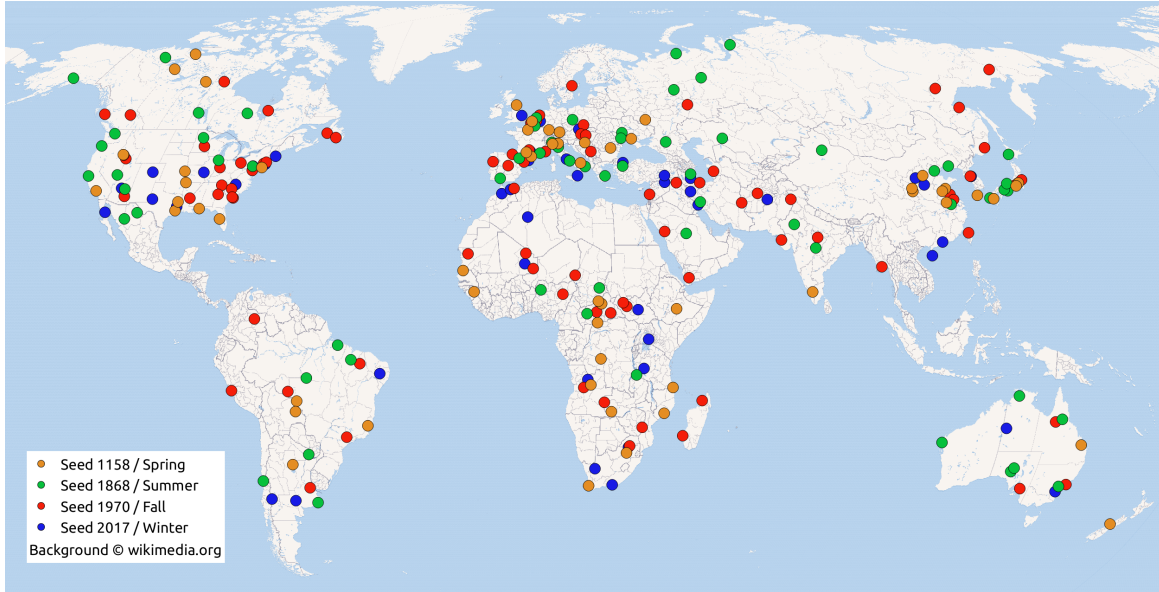 Seed 1158 / Spring
Seed 1868 / Summer
Seed 1970 / Fall
Seed 2017 / Winter
Background © wikimedia.org